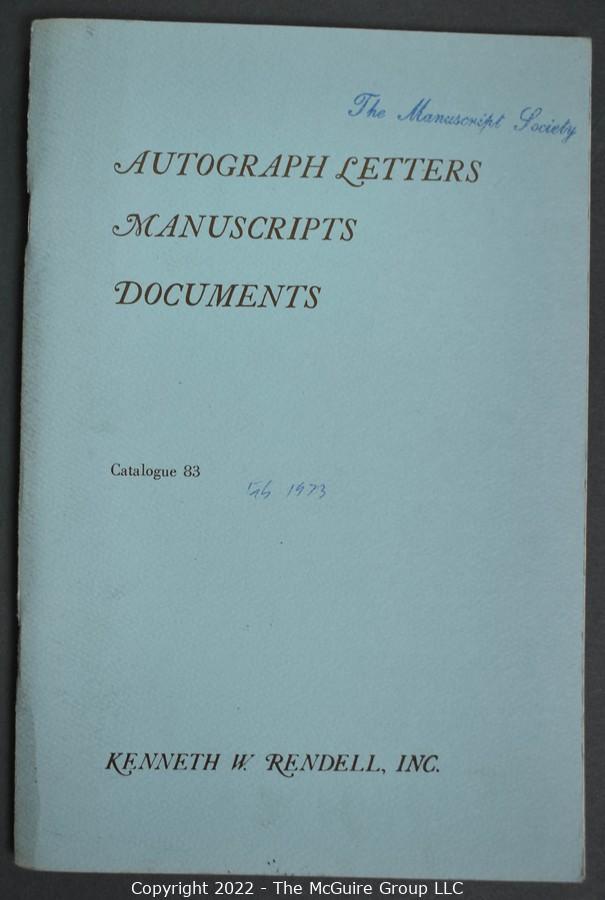 The Manuscript Society
AUTOGRAPH LETTERS
MANUSCRIPTS
DOCUMENTS
Catalogue 83
Feb 1973
KENNETH W. RENDELL, INC.
Copyright 2022 - The McGuire Group LLC